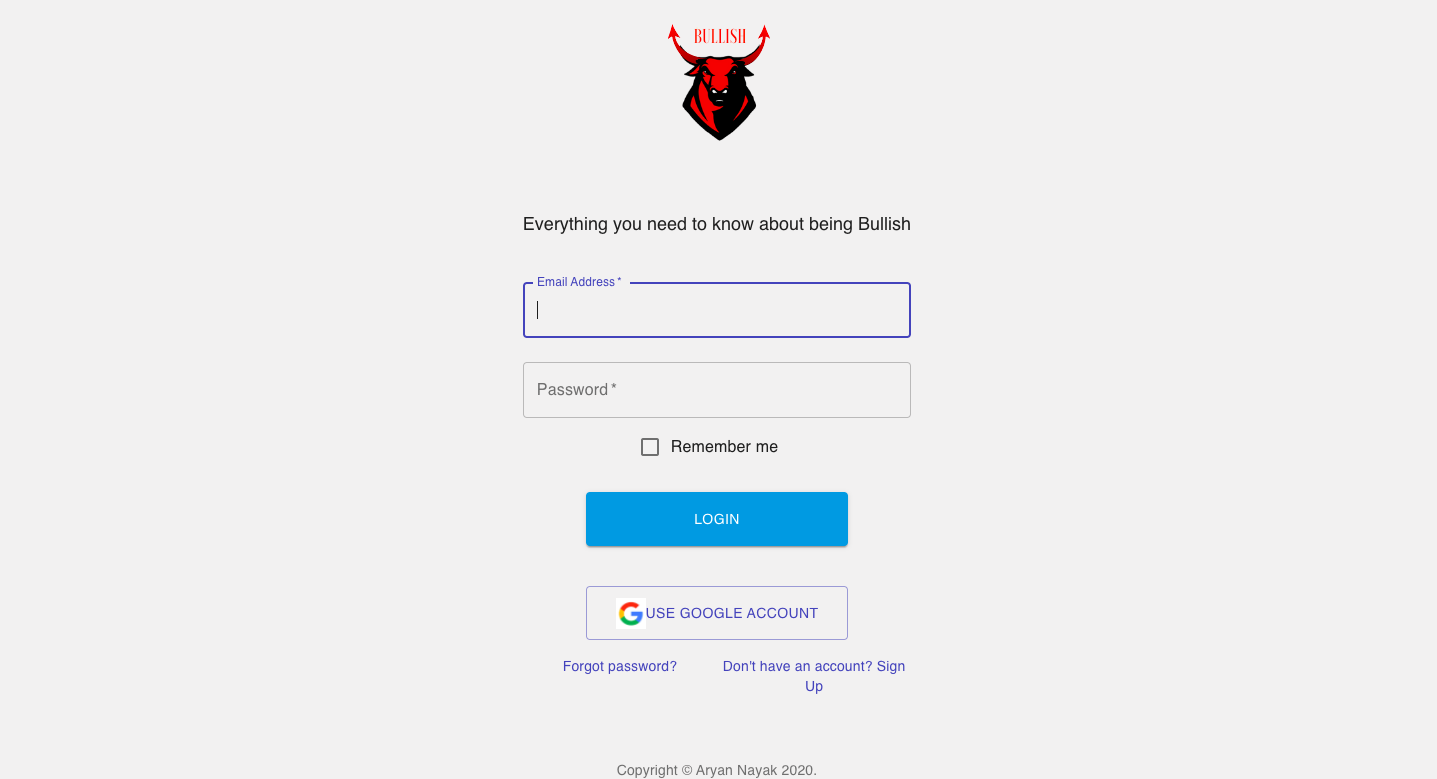 BULLISH
Everything you need to know about being Bullish
Email Address *
Password *
Remember me
LOGIN
USE GOOGLE ACCOUNT
Forgot password?
Don't have an account? Sign
Up
Copyright © Aryan Nayak 2020.